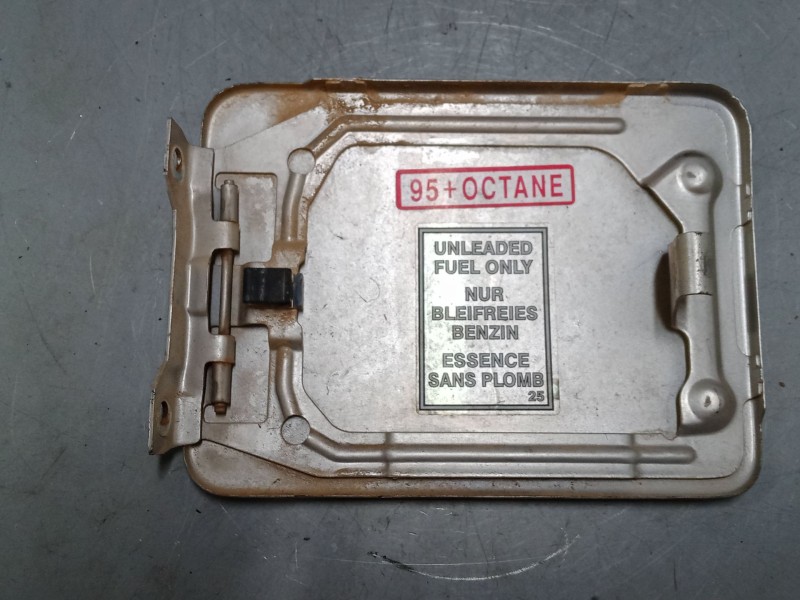 95+OCTANE
UNLEADED
FUEL ONLY
NUR
BLEIFREIES
BENZIN
ESSENCE
SANS PLOMB
25